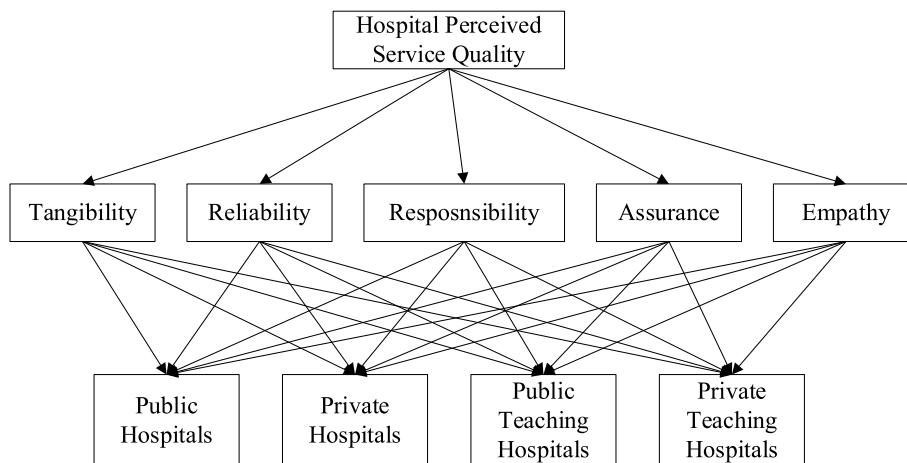 Hospital Perceived
Service Quality
Tangibility
Reliability
Resposnsibility
Assurance
Empathy
Public
Hospitals
Private
Hospitals
Public
Teaching
Hospitals
Private
Teaching
Hospitals